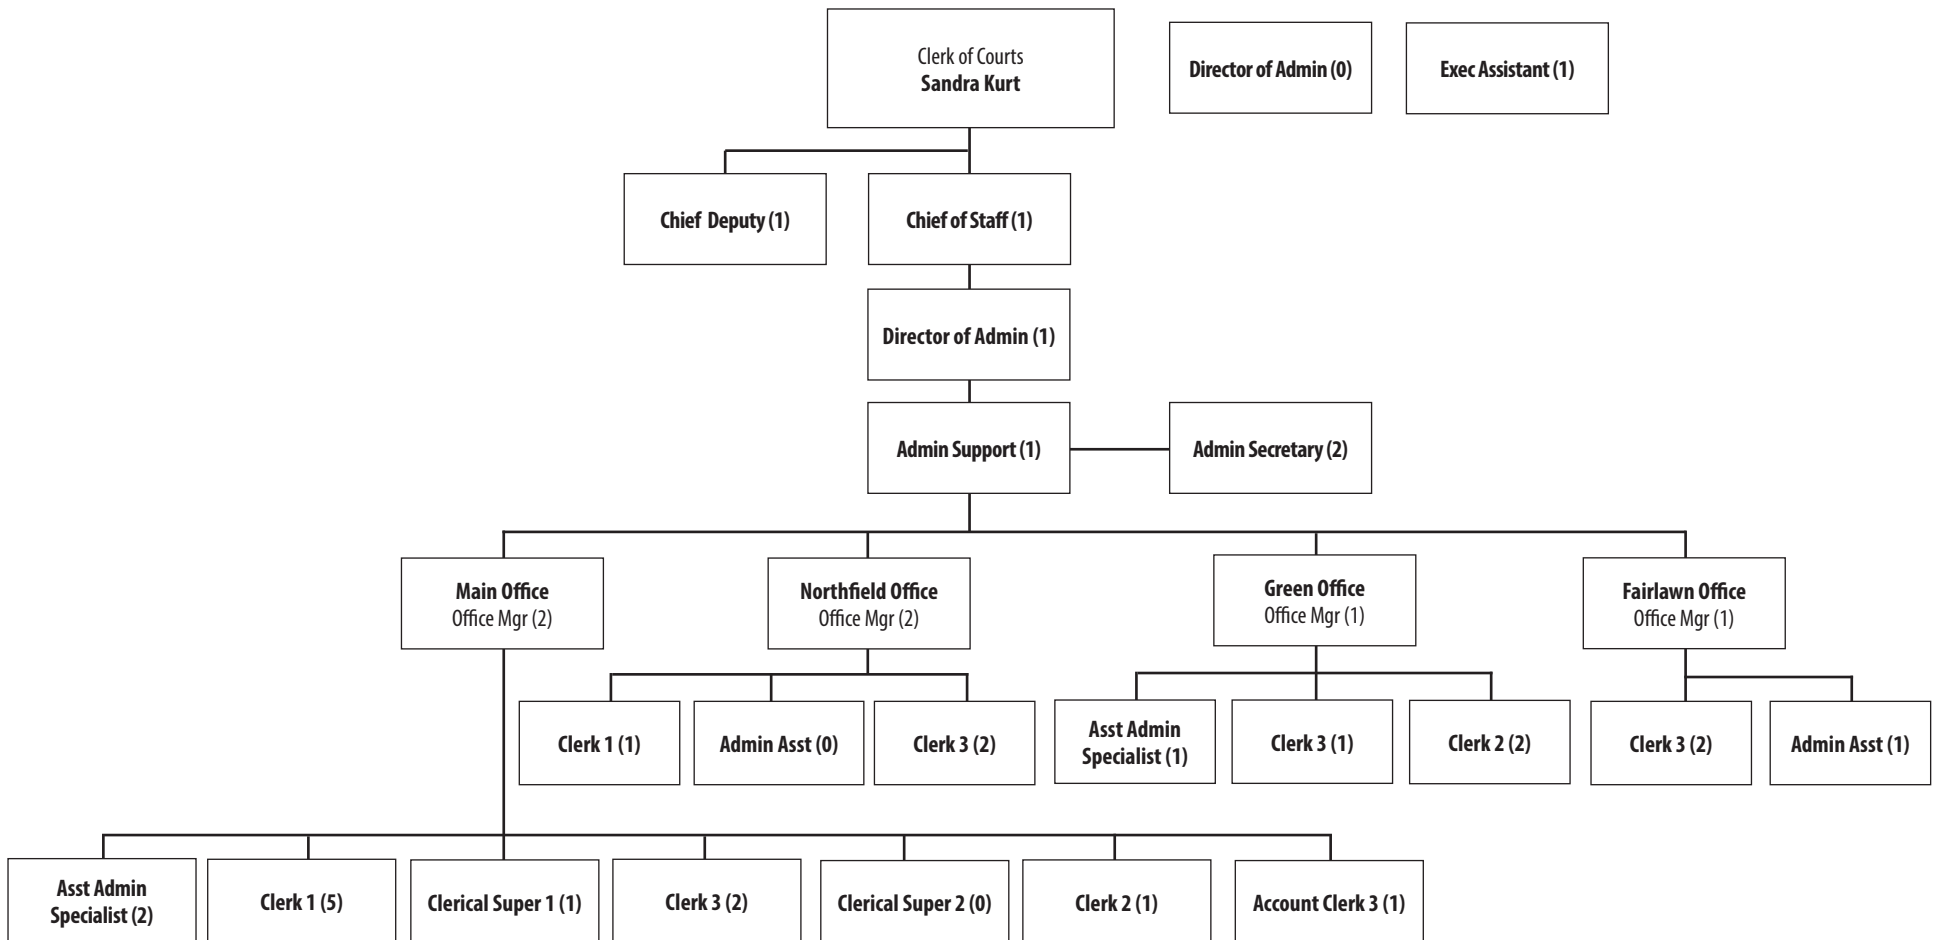 Clerk of Courts
Sandra Kurt
Director of Admin (0)
Exec Assistant (1)
Chief Deputy (1)
Chief of Staff (1)
Director of Admin (1)
Admin Support (1)
Admin Secretary (2)
Main Office
Office Mgr (2)
Northfield Office
Office Mgr (2)
Green Office
Office Mgr (1)
Fairlawn Office
Office Mgr (1)
Clerk 1 (1)
Admin Asst (0)
Clerk 3 (2)
Asst Admin
Specialist (1)
Clerk 3 (1)
Clerk 2 (2)
Clerk 3 (2)
Admin Asst (1)
Asst Admin
Specialist (2)
Clerk 1 (5)
Clerical Super 1 (1)
Clerk 3 (2)
Clerical Super 2 (0)
Clerk 2 (1)
Account Clerk 3 (1)